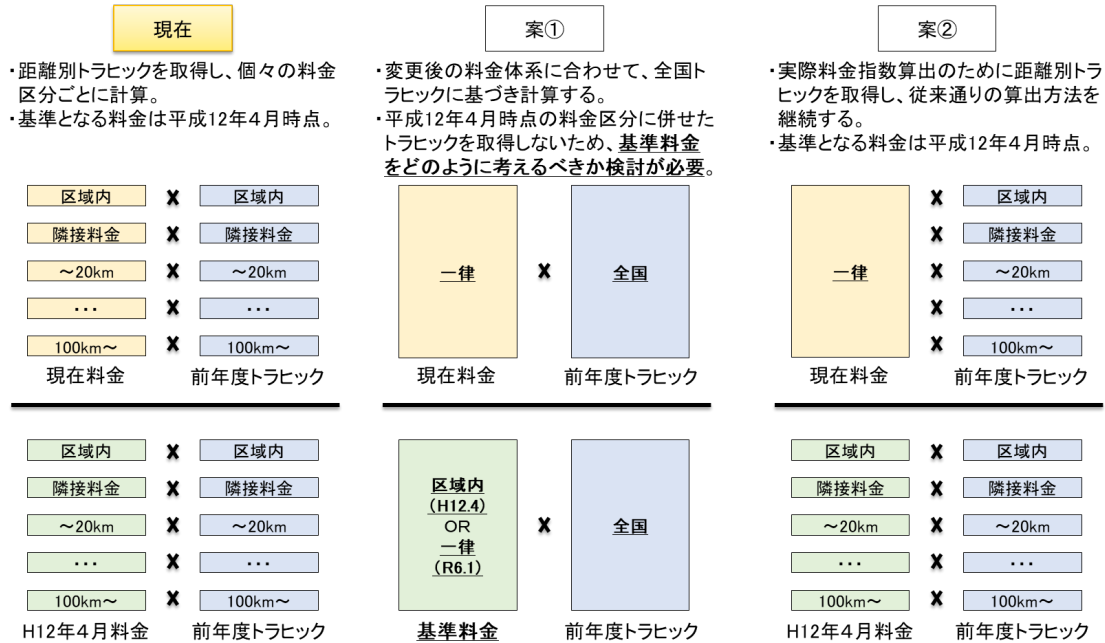 現在
・距離別トラヒックを取得し、個々の料金
区分ごとに計算。
・基準となる料金は平成12年4月時点。
区域内 × 区域内
隣接料金 × 隣接料金
～20km × ～20km
・・・ × ・・・
100km～ × 100km～
現在料金 前年度トラヒック
区域内 × 区域内
隣接料金 × 隣接料金
～20km × ～20km
・・・ × ・・・
100km～ × 100km～
H12年4月料金 前年度トラヒック
案①
・変更後の料金体系に合わせて、全国ト
ラヒックに基づき計算する。
・平成12年4月時点の料金区分に併せた
トラヒックを取得しないため、基準料金
をどのように考えるべきか検討が必要。
一律 × 全国
現在料金 前年度トラヒック
区域内
(H12.4)
OR
一律
(R6.1)
× 全国
基準料金 前年度トラヒック
案②
・実際料金指数算出のために距離別トラ
ヒックを取得し、従来通りの算出方法を
継続する。
・基準となる料金は平成12年4月時点。
一律
× 区域内
× 隣接料金
× ～20km
× ・・・
× 100km～
現在料金 前年度トラヒック
区域内 × 区域内
隣接料金 × 隣接料金
～20km × ～20km
・・・ × ・・・
100km～ × 100km～
H12年4月料金 前年度トラヒック